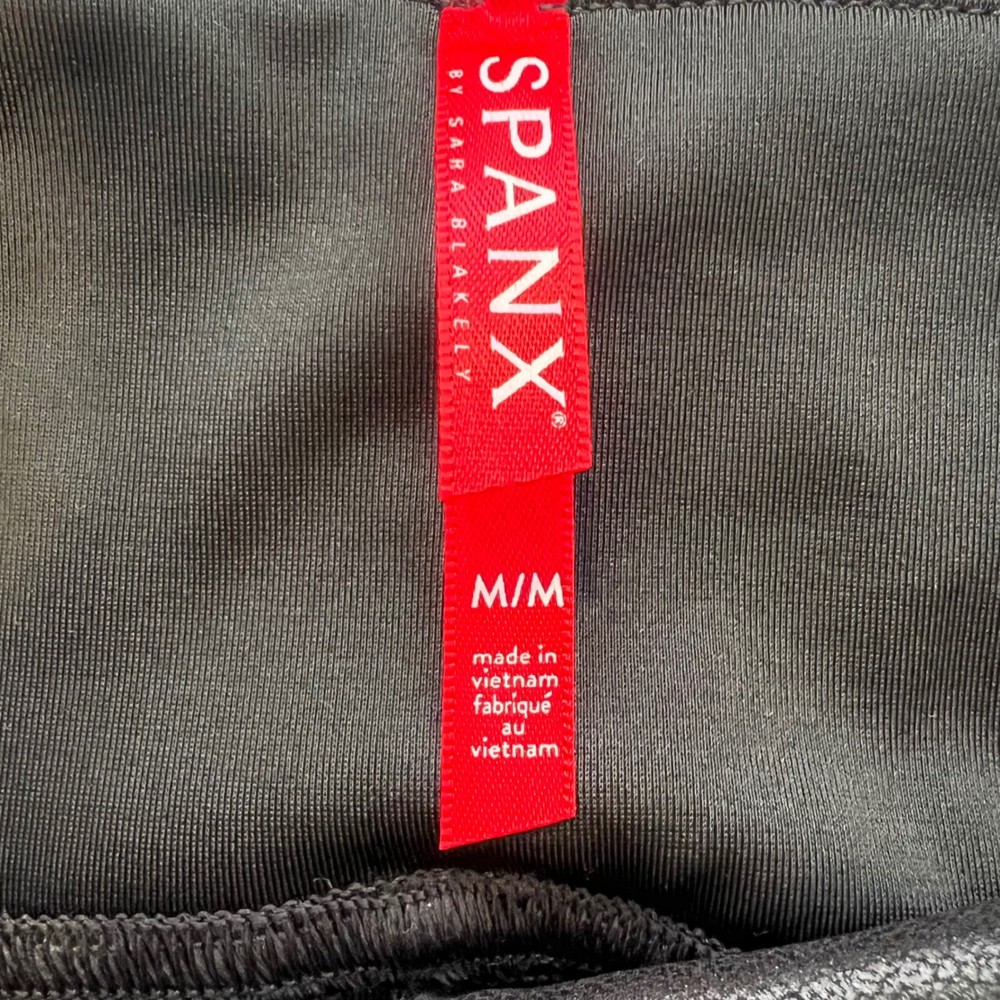 SPANX®
BY SARA BLAKELY
M/M
made in
vietnam
fabriqué
au
vietnam